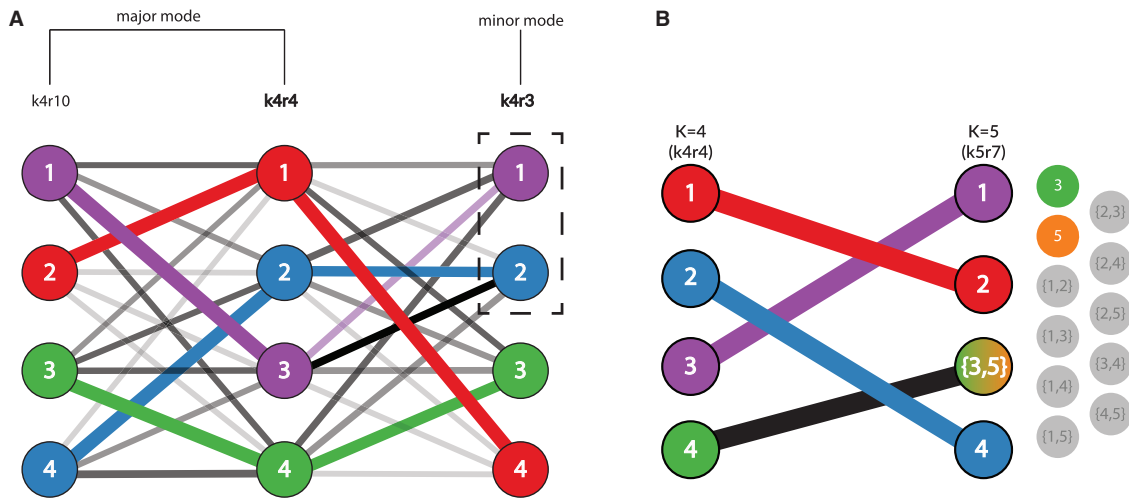 A
major mode
minor mode
k4r10
k4r4
k4r3
1
1
1
2
2
2
3
3
3
4
4
4
B
K=4
(k4r4)
K=5
(k5r7)
1
2
3
4
1
2
{3,5}
4
3
5
{1,2}
{1,3}
{1,4}
{1,5}
{2,3}
{2,4}
{2,5}
{3,4}
{4,5}